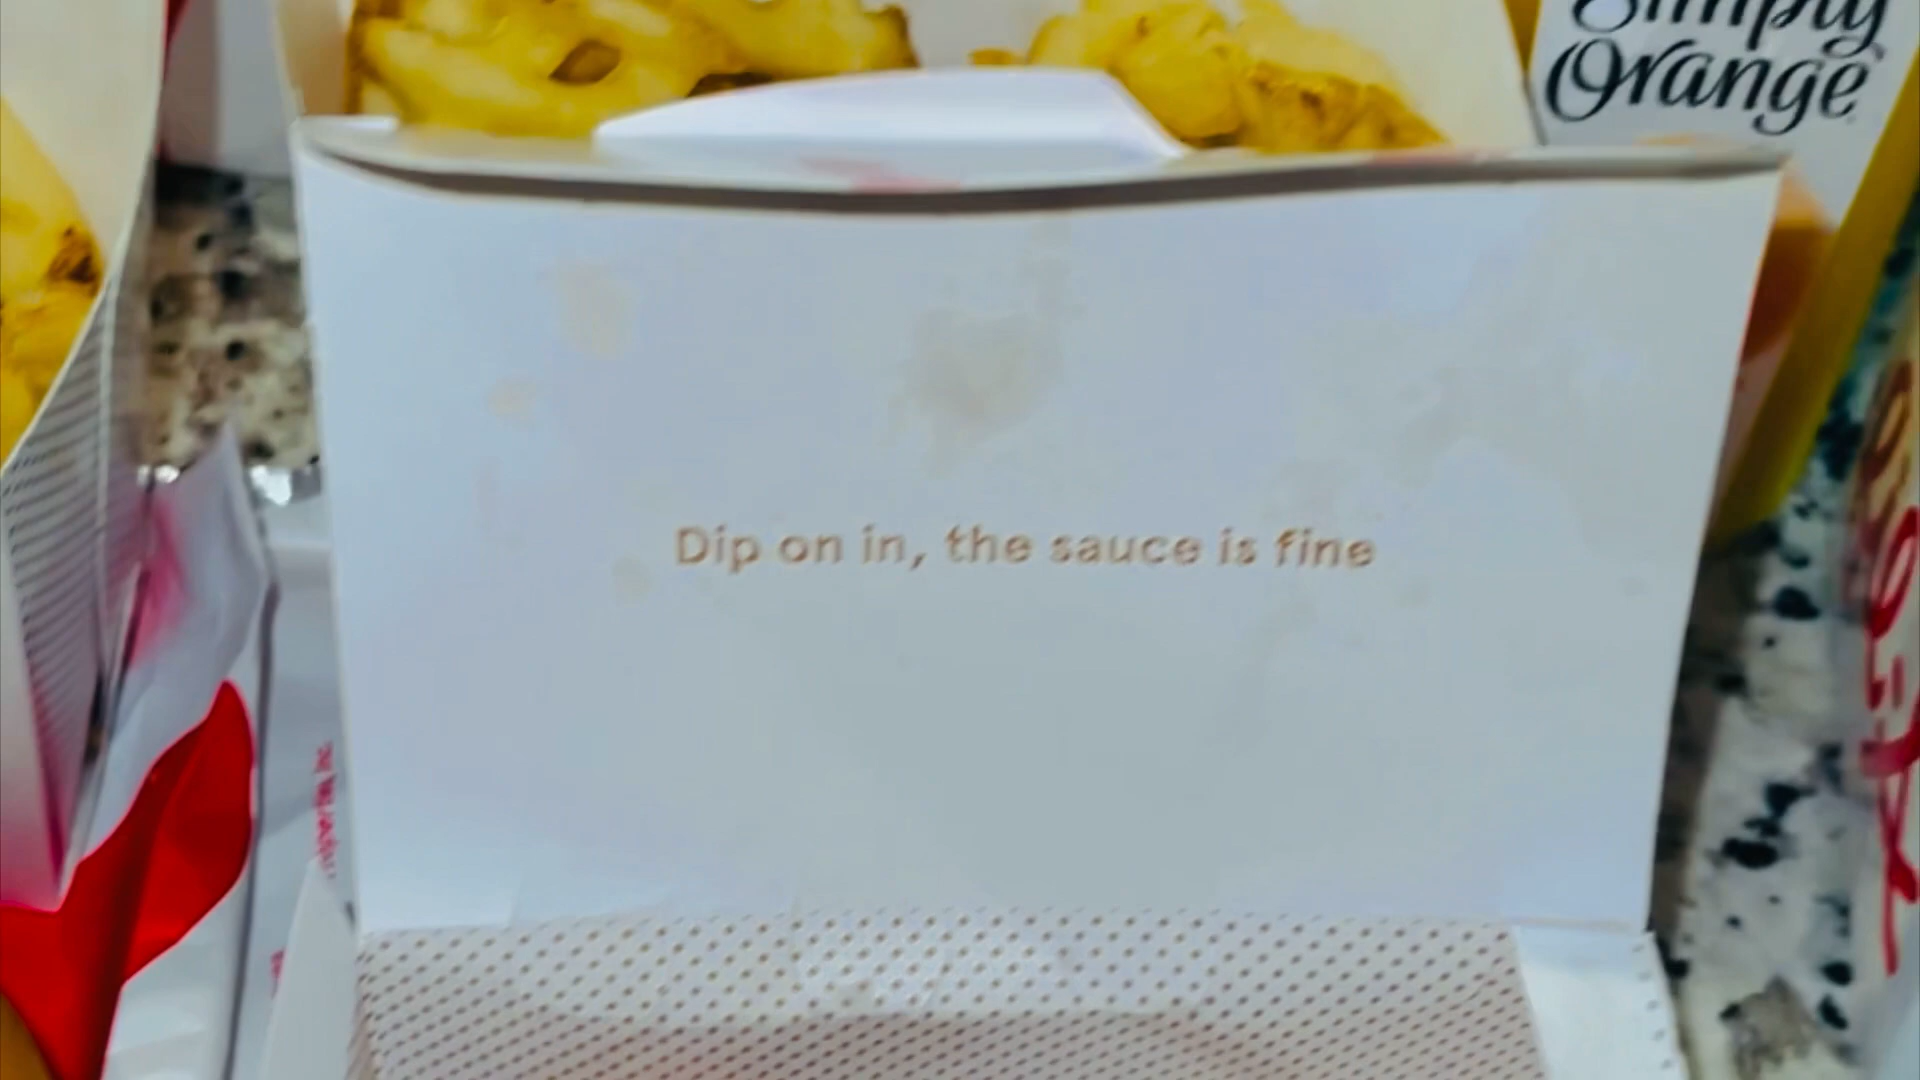 Simply
Orange
Dip on in, the sauce is fine